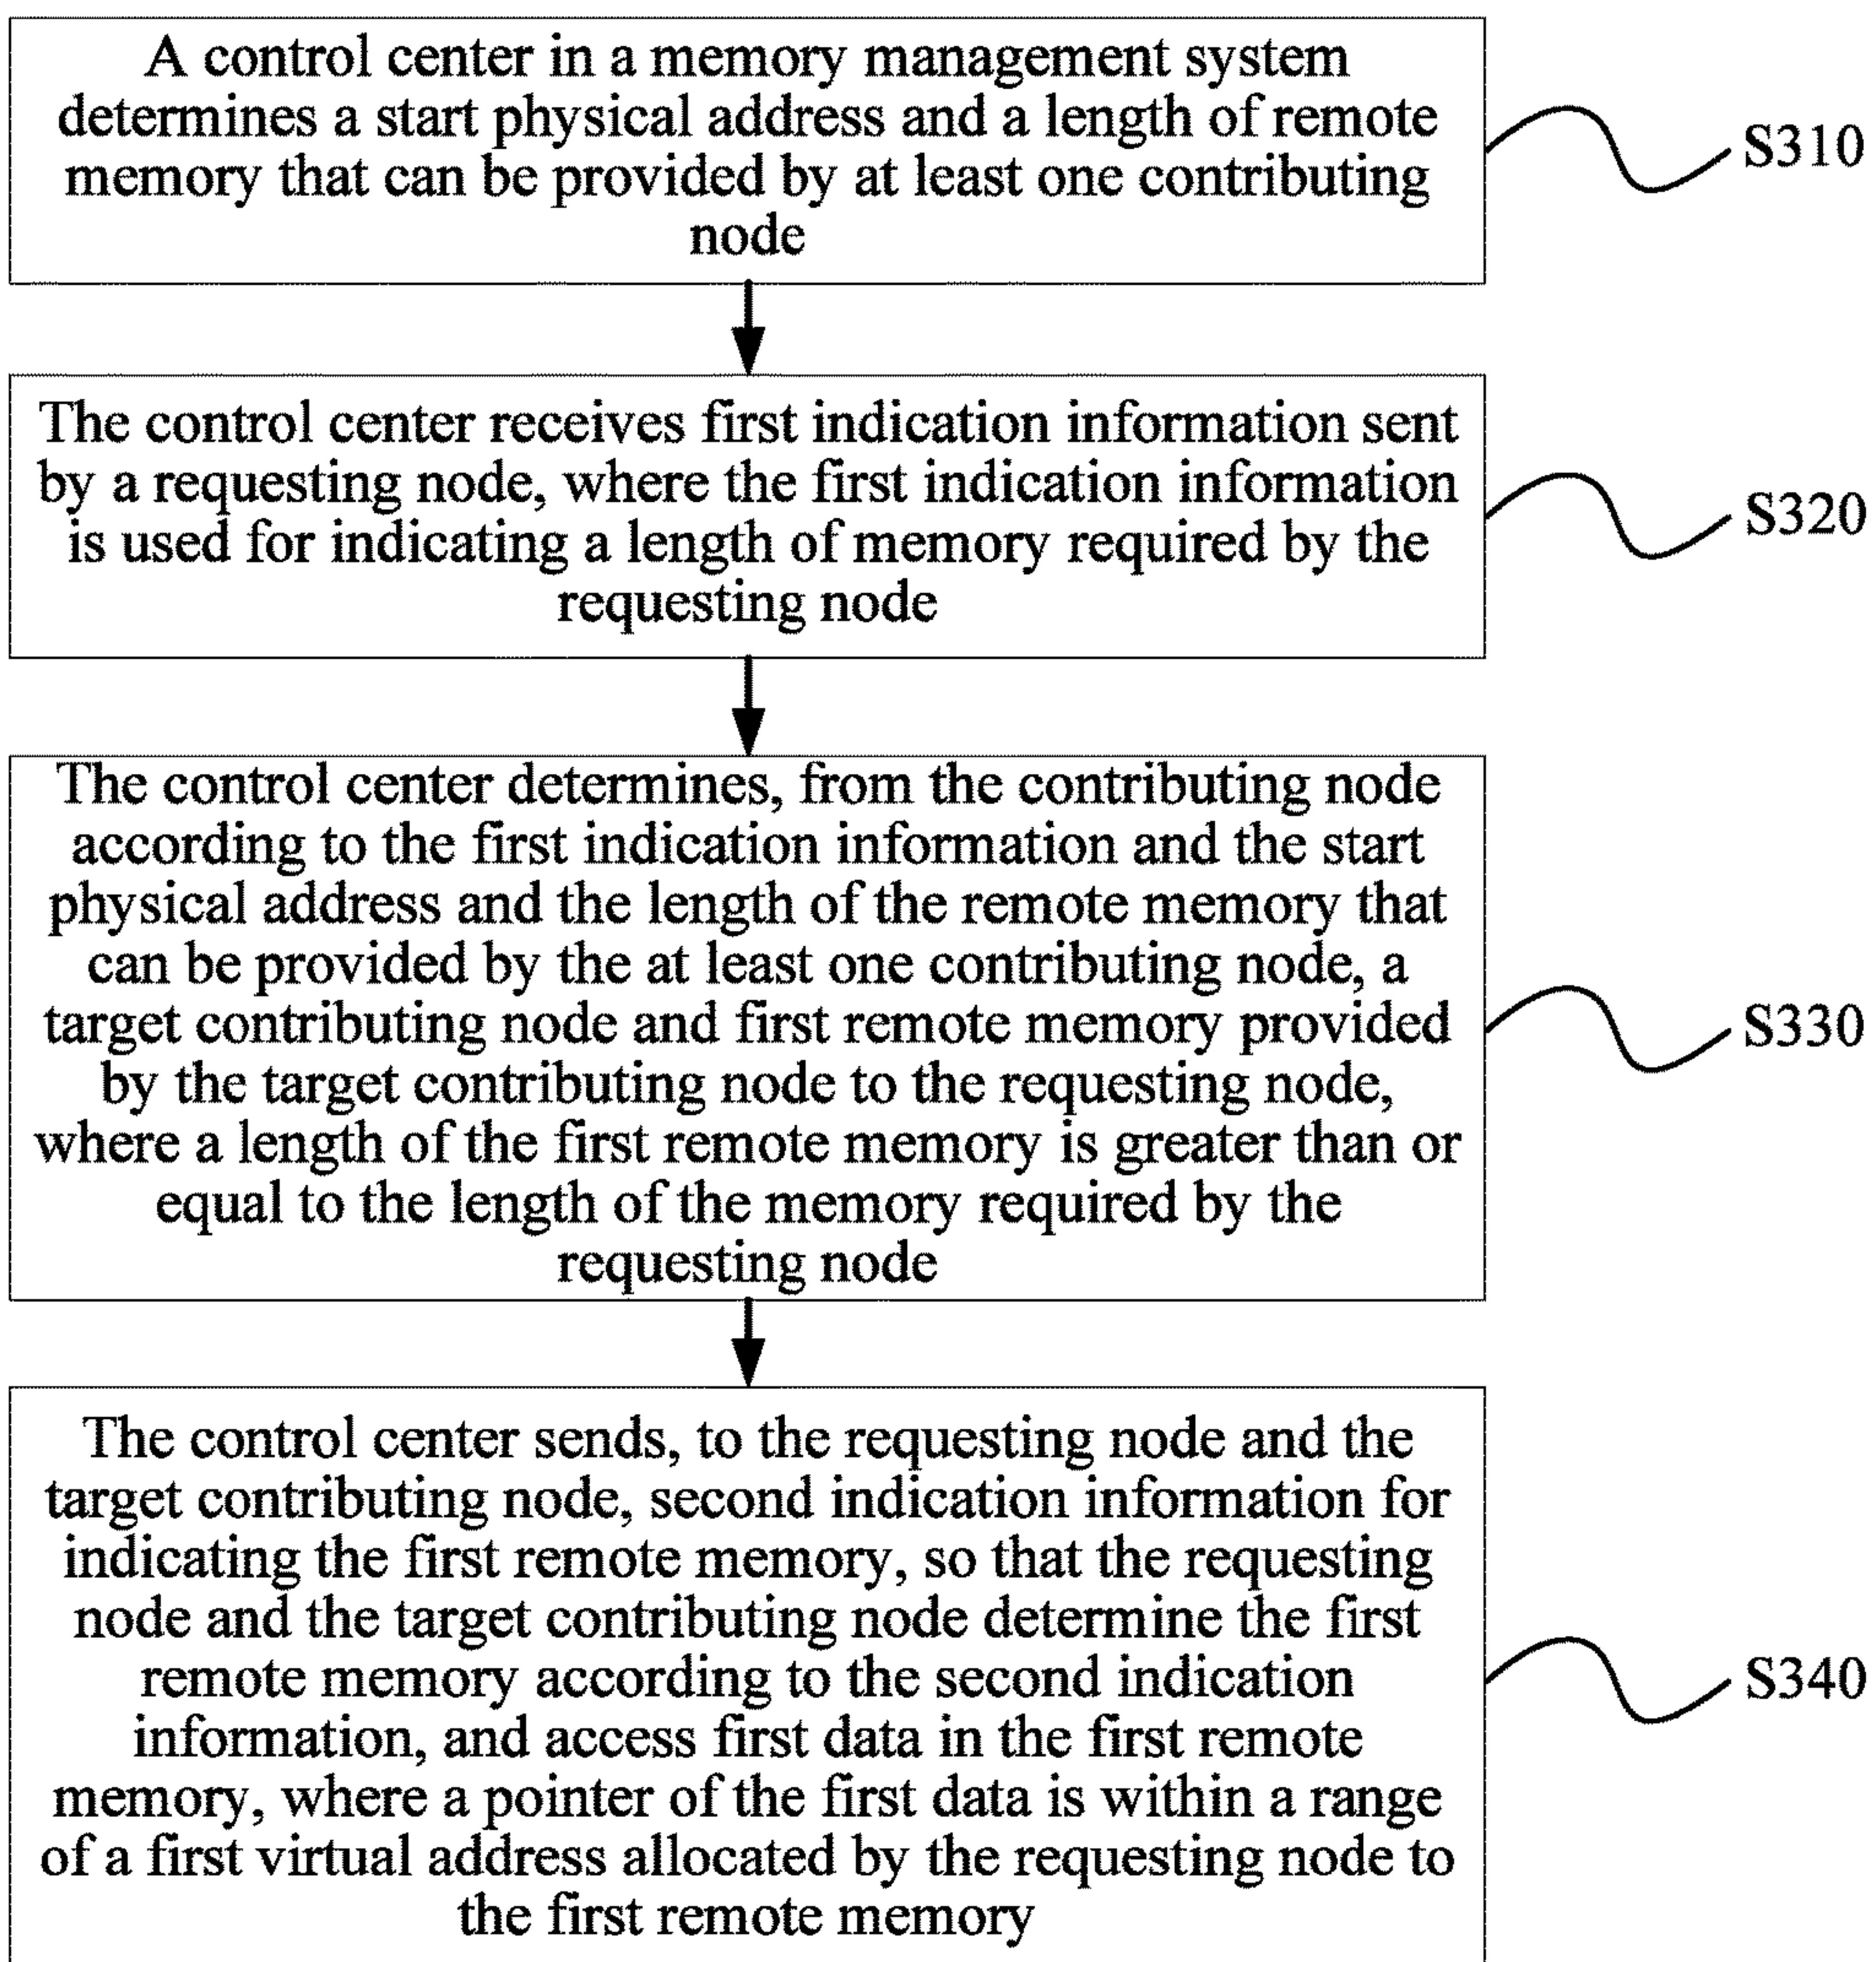 A control center in a memory management system
determines a start physical address and a length of remote
memory that can be provided by at least one contributing
node
S310
The control center receives first indication information sent
by a requesting node, where the first indication information
is used for indicating a length of memory required by the
requesting node
S320
The control center determines, from the contributing node
according to the first indication information and the start
physical address and the length of the remote memory that
can be provided by the at least one contributing node, a
target contributing node and first remote memory provided
by the target contributing node to the requesting node,
where a length of the first remote memory is greater than or
equal to the length of the memory required by the
requesting node
S330
The control center sends, to the requesting node and the
target contributing node, second indication information for
indicating the first remote memory, so that the requesting
node and the target contributing node determine the first
remote memory according to the second indication
information, and access first data in the first remote
memory, where a pointer of the first data is within a range
of a first virtual address allocated by the requesting node to
the first remote memory
S340